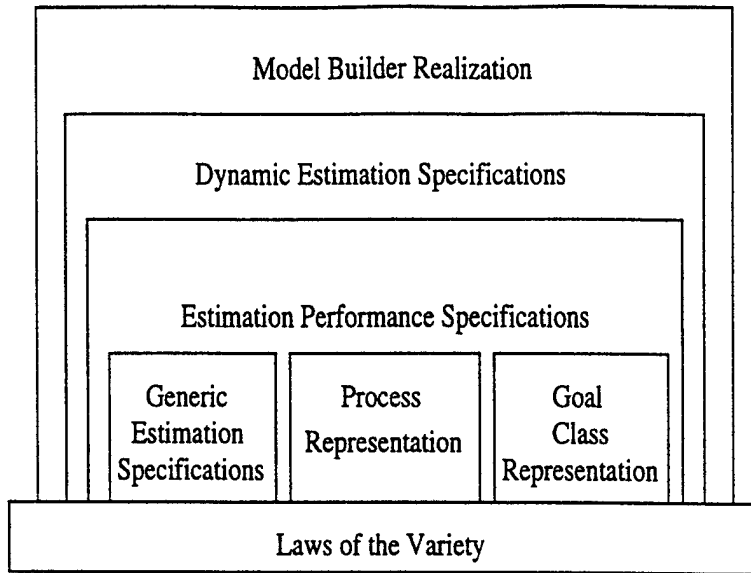 Model Builder Realization
Dynamic Estimation Specifications
Estimation Performance Specifications
Generic
Estimation
Specifications
Process
Representation
Goal
Class
Representation
Laws of the Variety